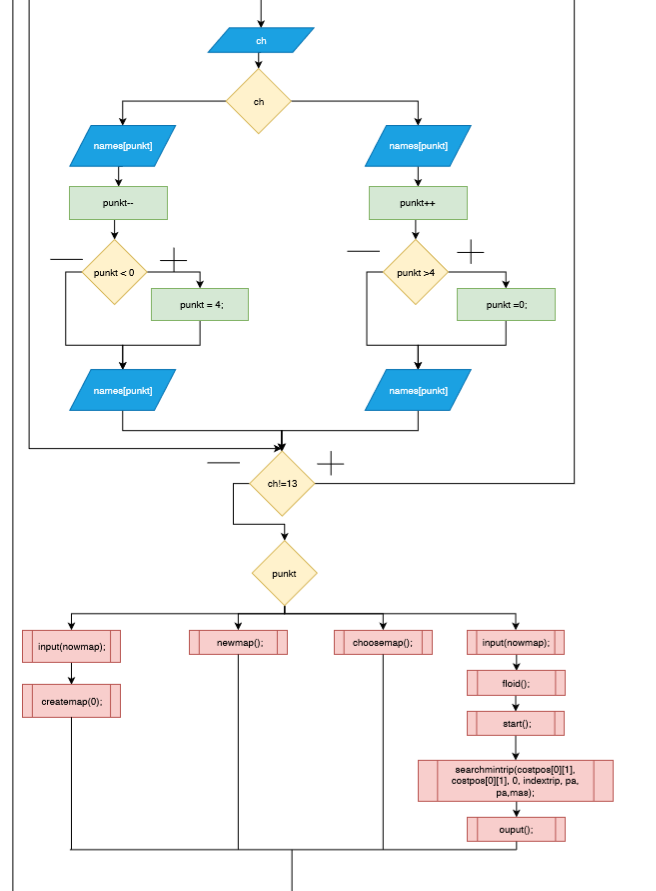 ch
ch
names[punkt]
names[punkt]
punkt--
punkt++
punkt < 0
punkt >4
punkt = 4;
punkt =0;
names[punkt]
names[punkt]
ch!=13
punkt
input(nowmap);
newmap();
choosemap();
input(nowmap);
createmap(0);
floid();
start();
searchmintrip(costpos[0][1],
costpos[0][1], 0, indextrip, pa,
pa,mas);
ouput();